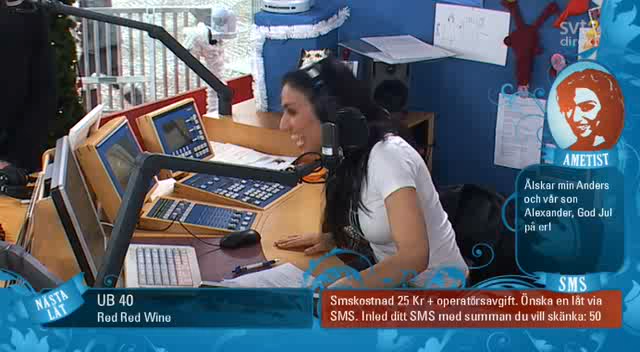 svt
direkt
AMETIST
Älskar min Anders
och vår son
Alexander, God Jul
på er!
SMS
NÄSTA
LÅT
UB 40
Red Red Wine
Smskostnad 25 Kr + operatörsavgift. Önska en låt via
SMS. Inled ditt SMS med summan du vill skänka: 50